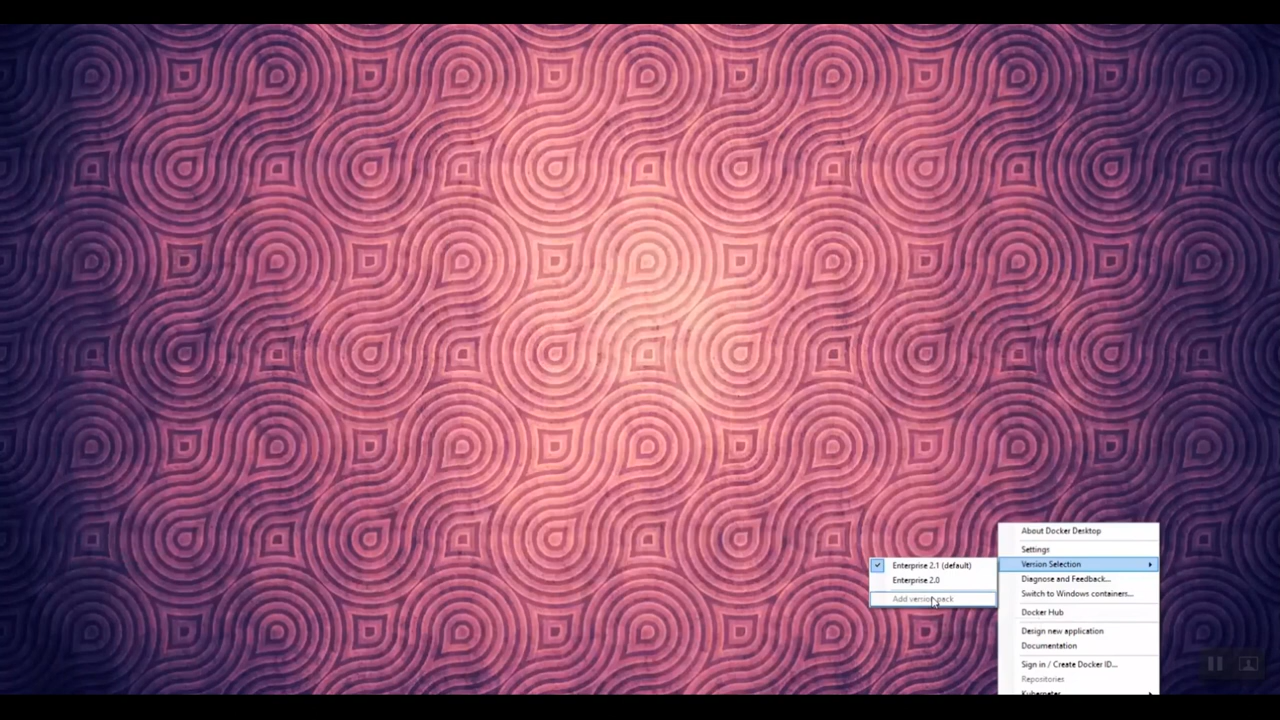 About Docker Desktop
Settings
Version Selection
Diagnose and Feedback...
Switch to Windows containers...
Docker Hub
Design new application
Documentation
Sign in / Create Docker ID...
Repositories
Kubernetes
Enterprise 2.1 (default)
Enterprise 2.0
Add version pack